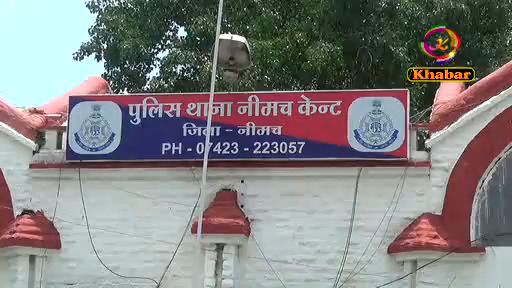 Khabar
पुलिस थाना नीमच केन्ट
जिला - नीमच
PH - 07423 - 223057